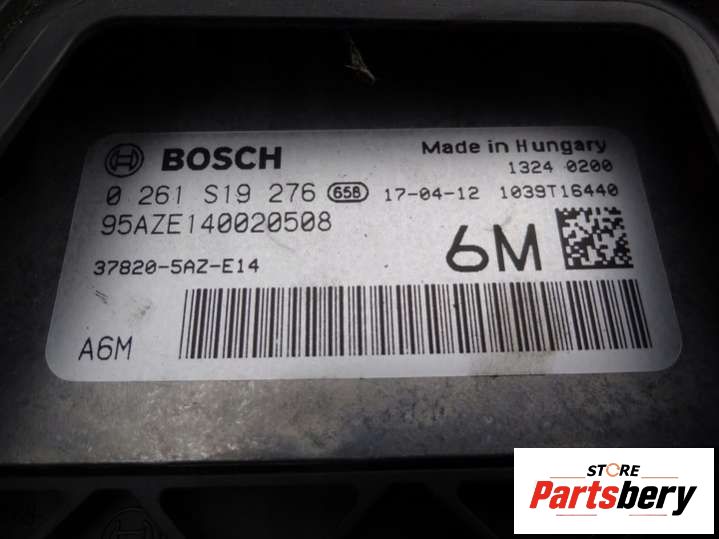 BOSCH
Made in Hungary
1324 0200
0 261 S19 276 658 17-04-12 1039T16440
95AZE140020508
6M
37820-5AZ-E14
A6M
STORE
Partsbery